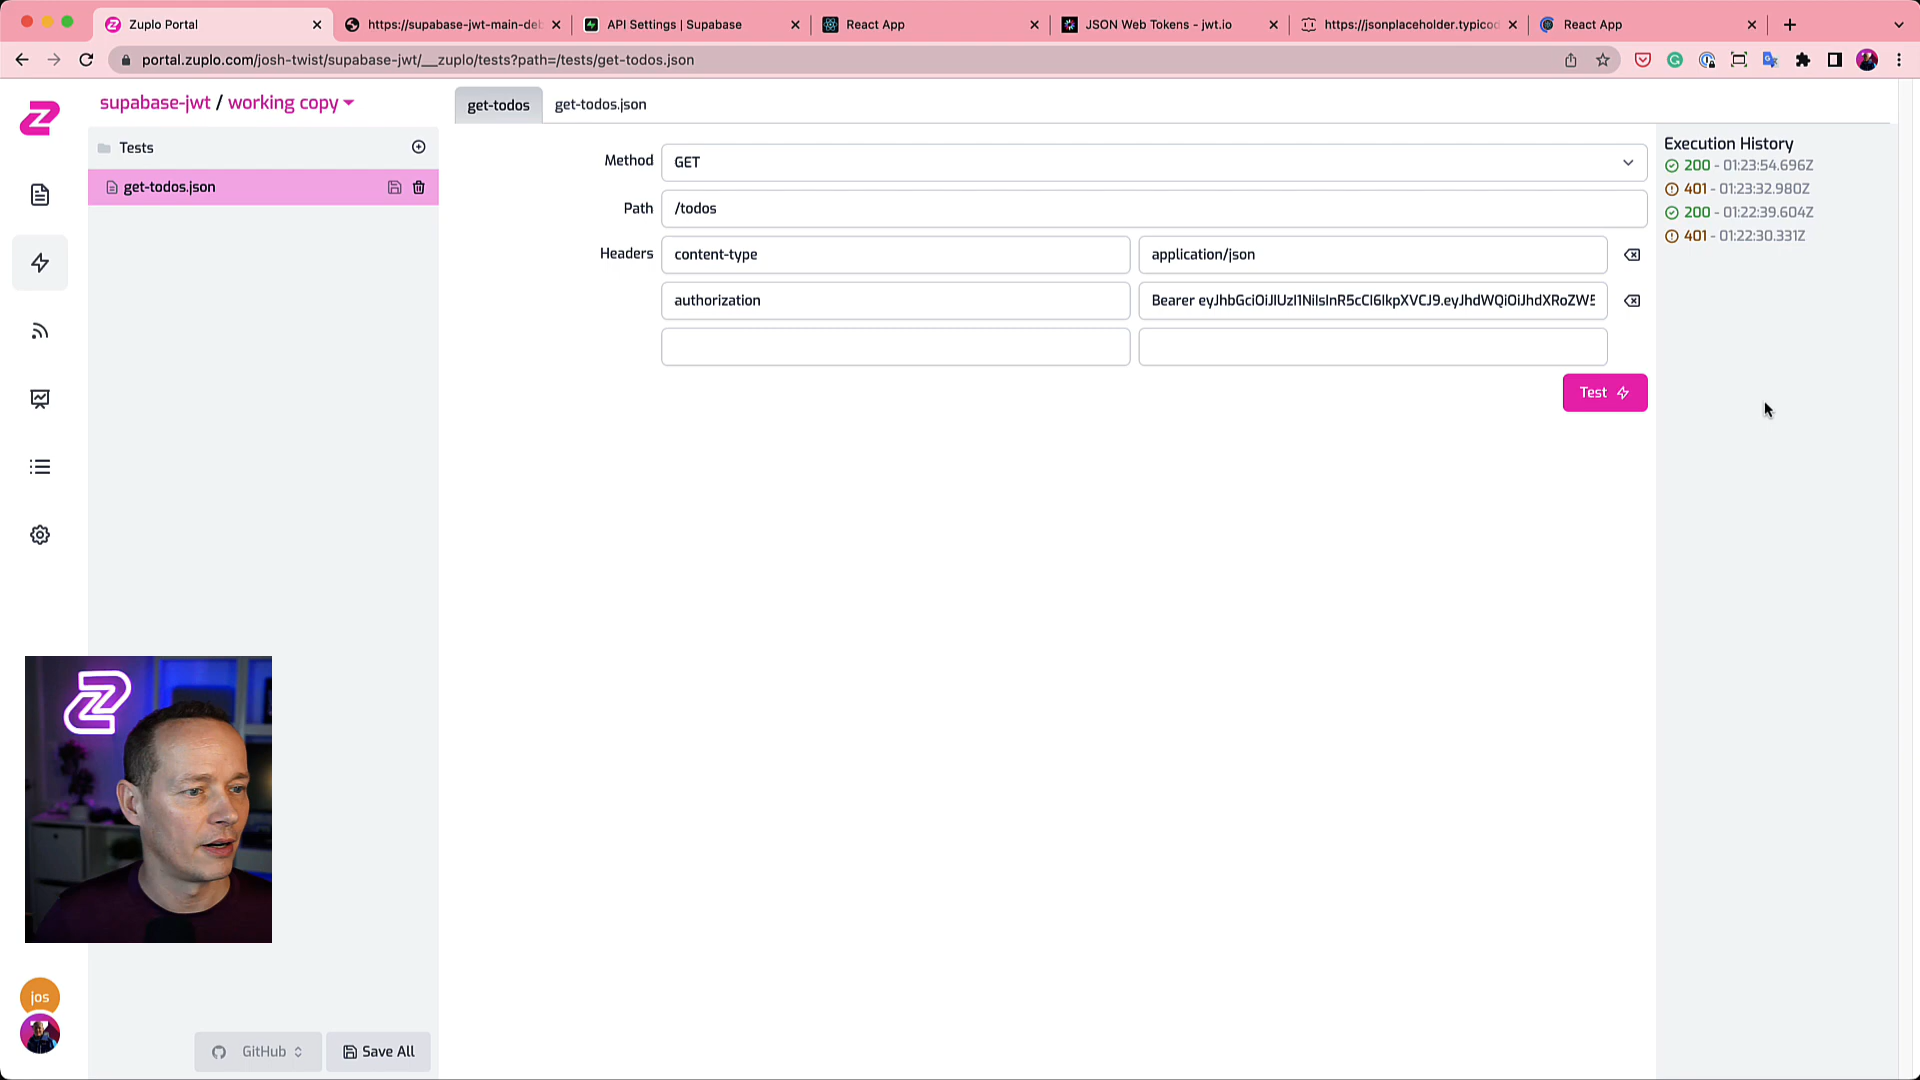 Zuplo Portal
https://supabase-jwt-main-deb
API Settings | Supabase
React App
JSON Web Tokens - jwt.io
https://jsonplaceholder.typicod
React App
portal.zuplo.com/josh-twist/supabase-jwt/__zuplo/tests?path=/tests/get-todos.json
supabase-jwt / working copy
Tests
get-todos.json
get-todos
get-todos.json
Method
GET
Path
/todos
Headers
content-type
application/json
authorization
Bearer eyJhbGciOiJIUzI1NiIsInR5cCI6IkpXVCJ9.eyJhdWQiOiJhdXRoZW5
Test
Execution History
200 - 01:23:54.696Z
401 - 01:23:32.980Z
200 - 01:22:39.604Z
401 - 01:22:30.331Z
jos
GitHub
Save All